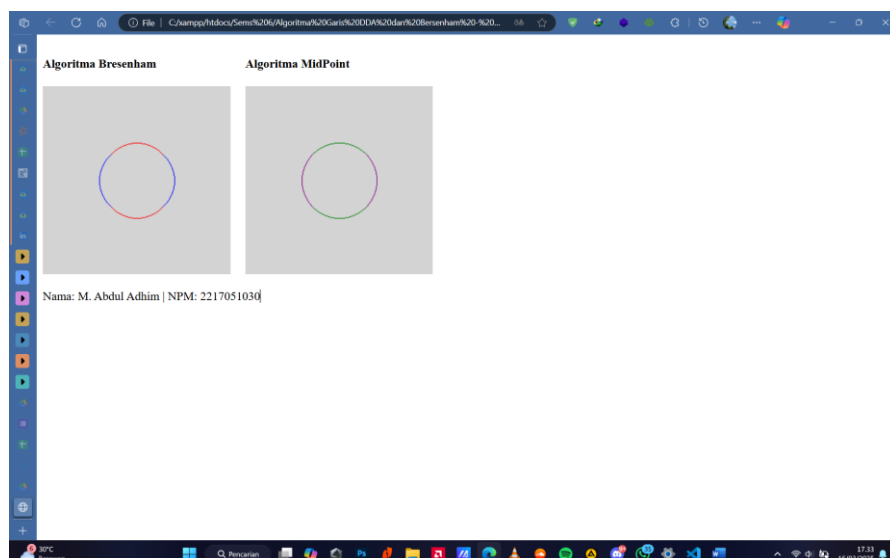 File | C:/xampp/htdocs/Sems%206/Algoritma%20Garis%20DDA%20dan%20Bersenham%20-%20...
Algoritma Bresenham
Algoritma MidPoint
Nama: M. Abdul Adhim | NPM: 2217051030
6
30°C
Q Pencarian
17.33